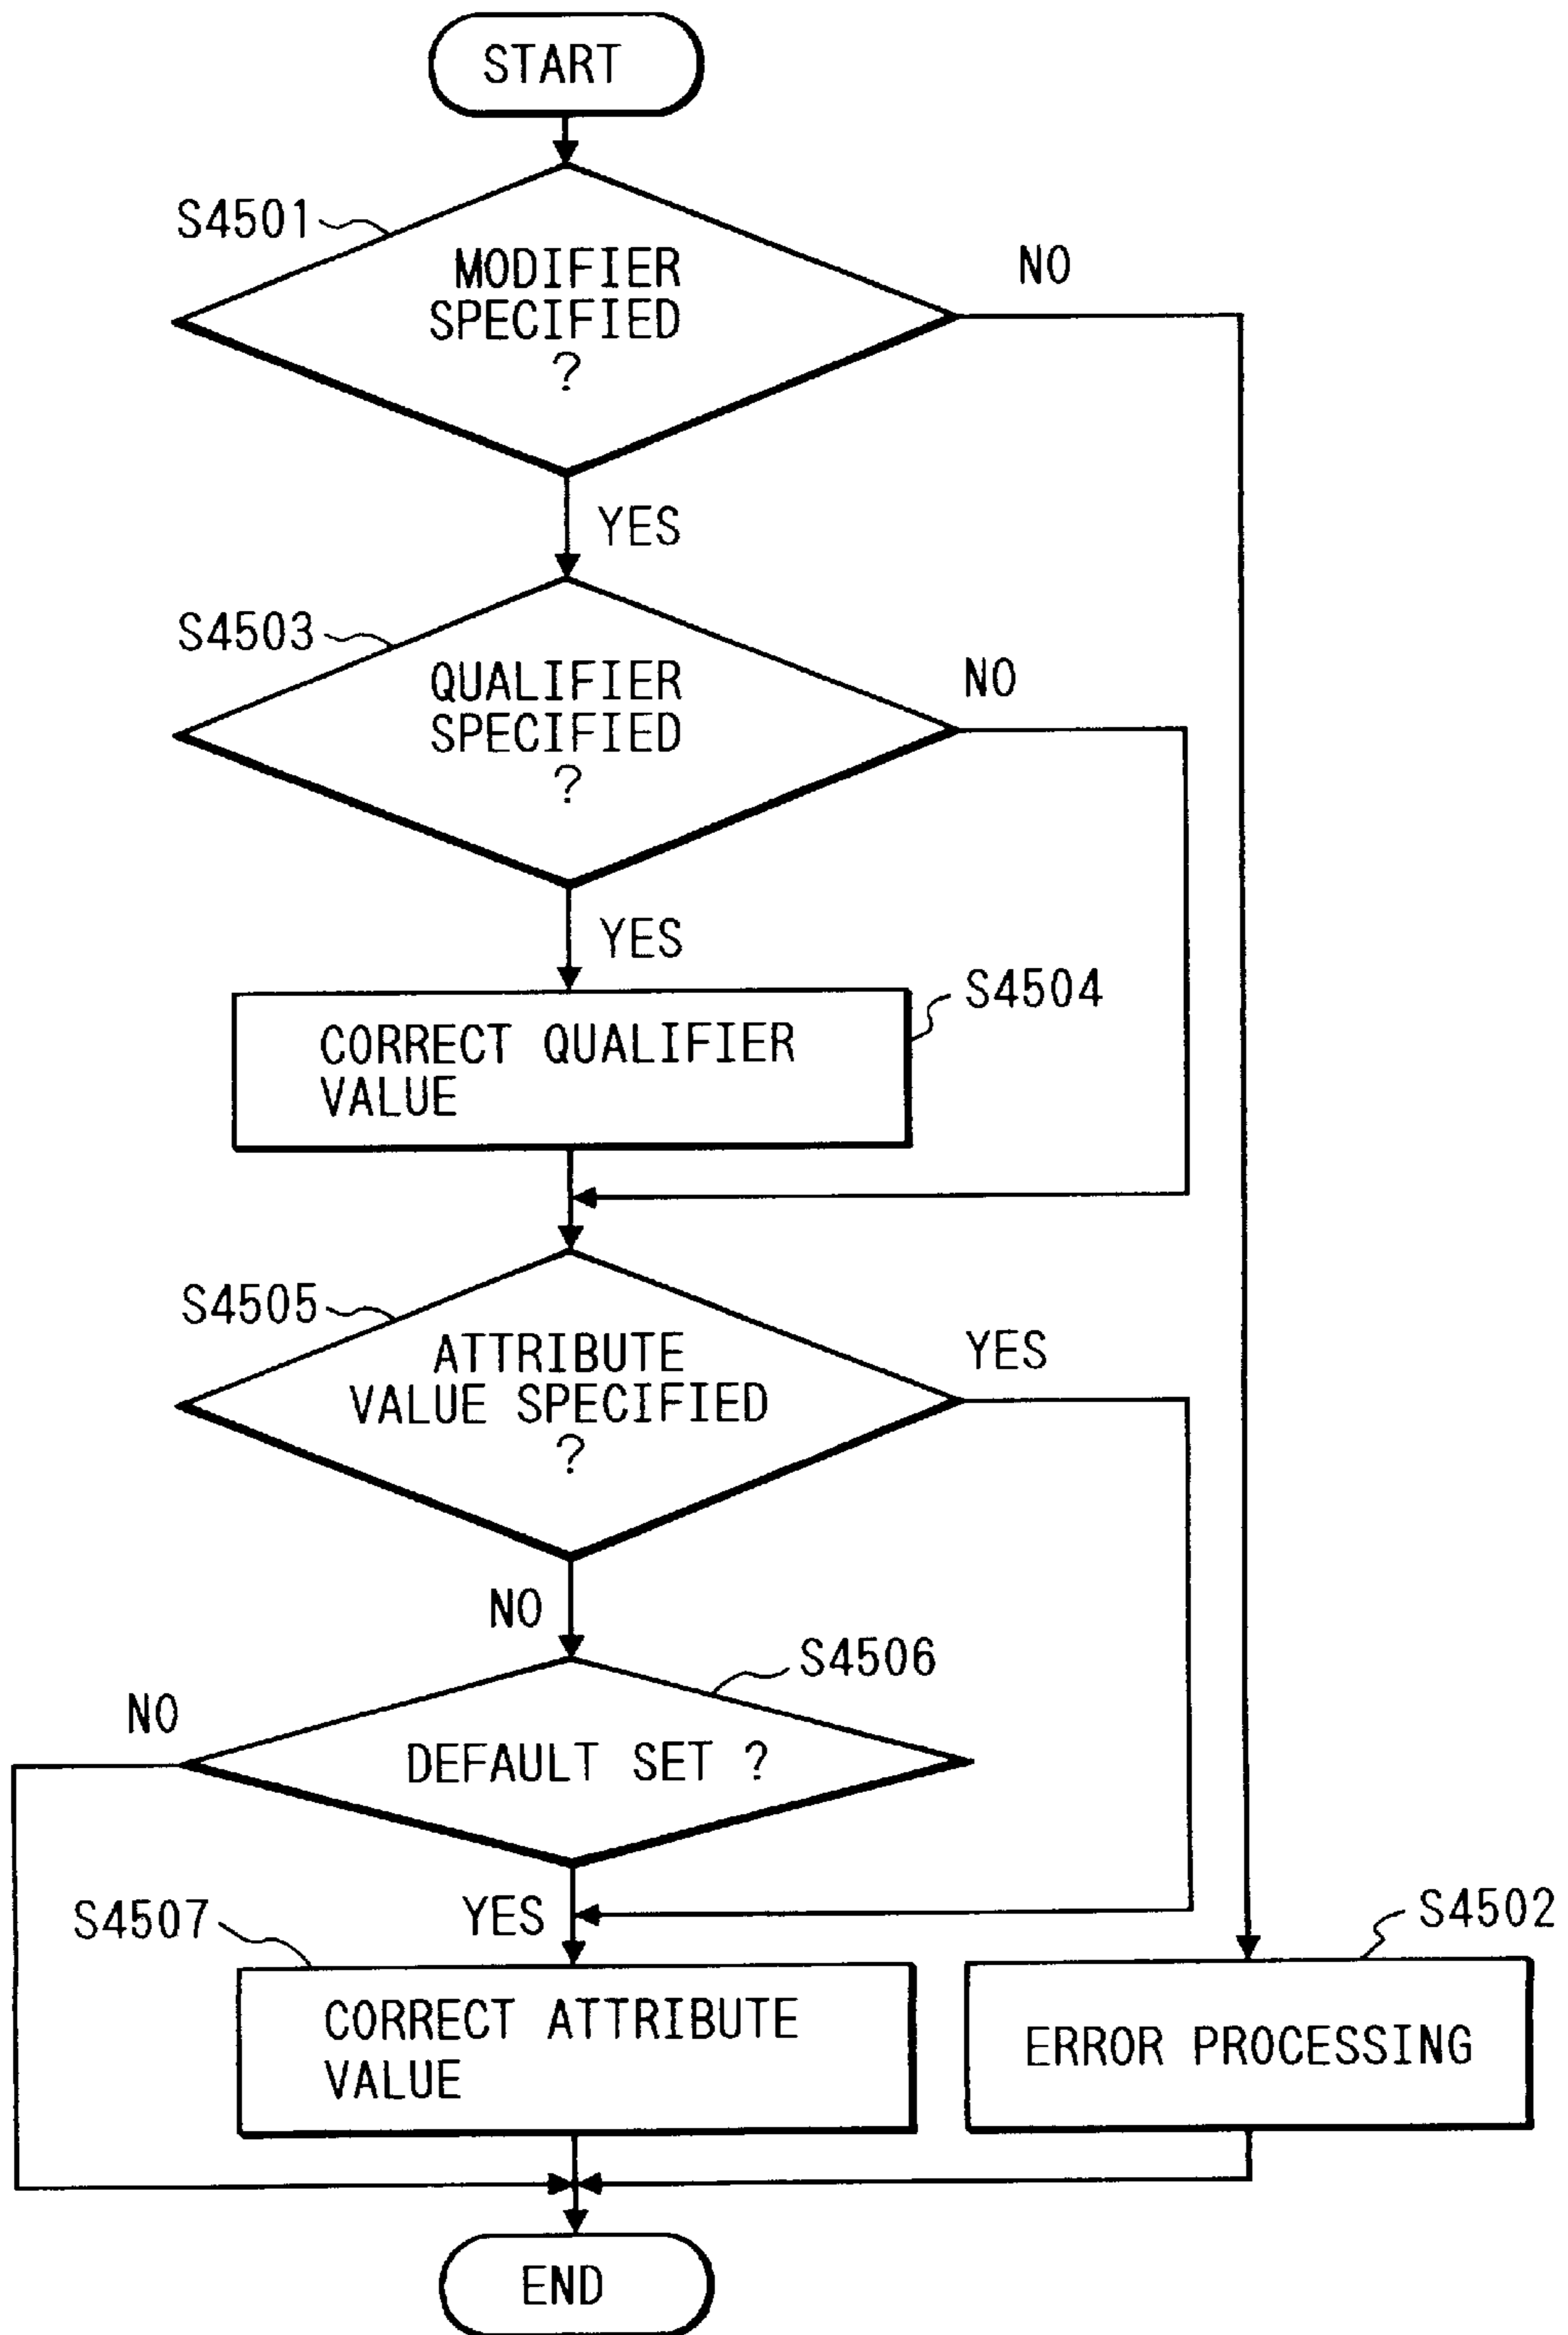 START
S4501
MODIFIER
SPECIFIED
?
NO
YES
S4503
QUALIFIER
SPECIFIED
?
NO
YES
S4504
CORRECT QUALIFIER
VALUE
S4505
ATTRIBUTE
VALUE SPECIFIED
?
YES
NO
S4506
NO
DEFAULT SET ?
YES
S4507
S4502
CORRECT ATTRIBUTE
VALUE
ERROR PROCESSING
END